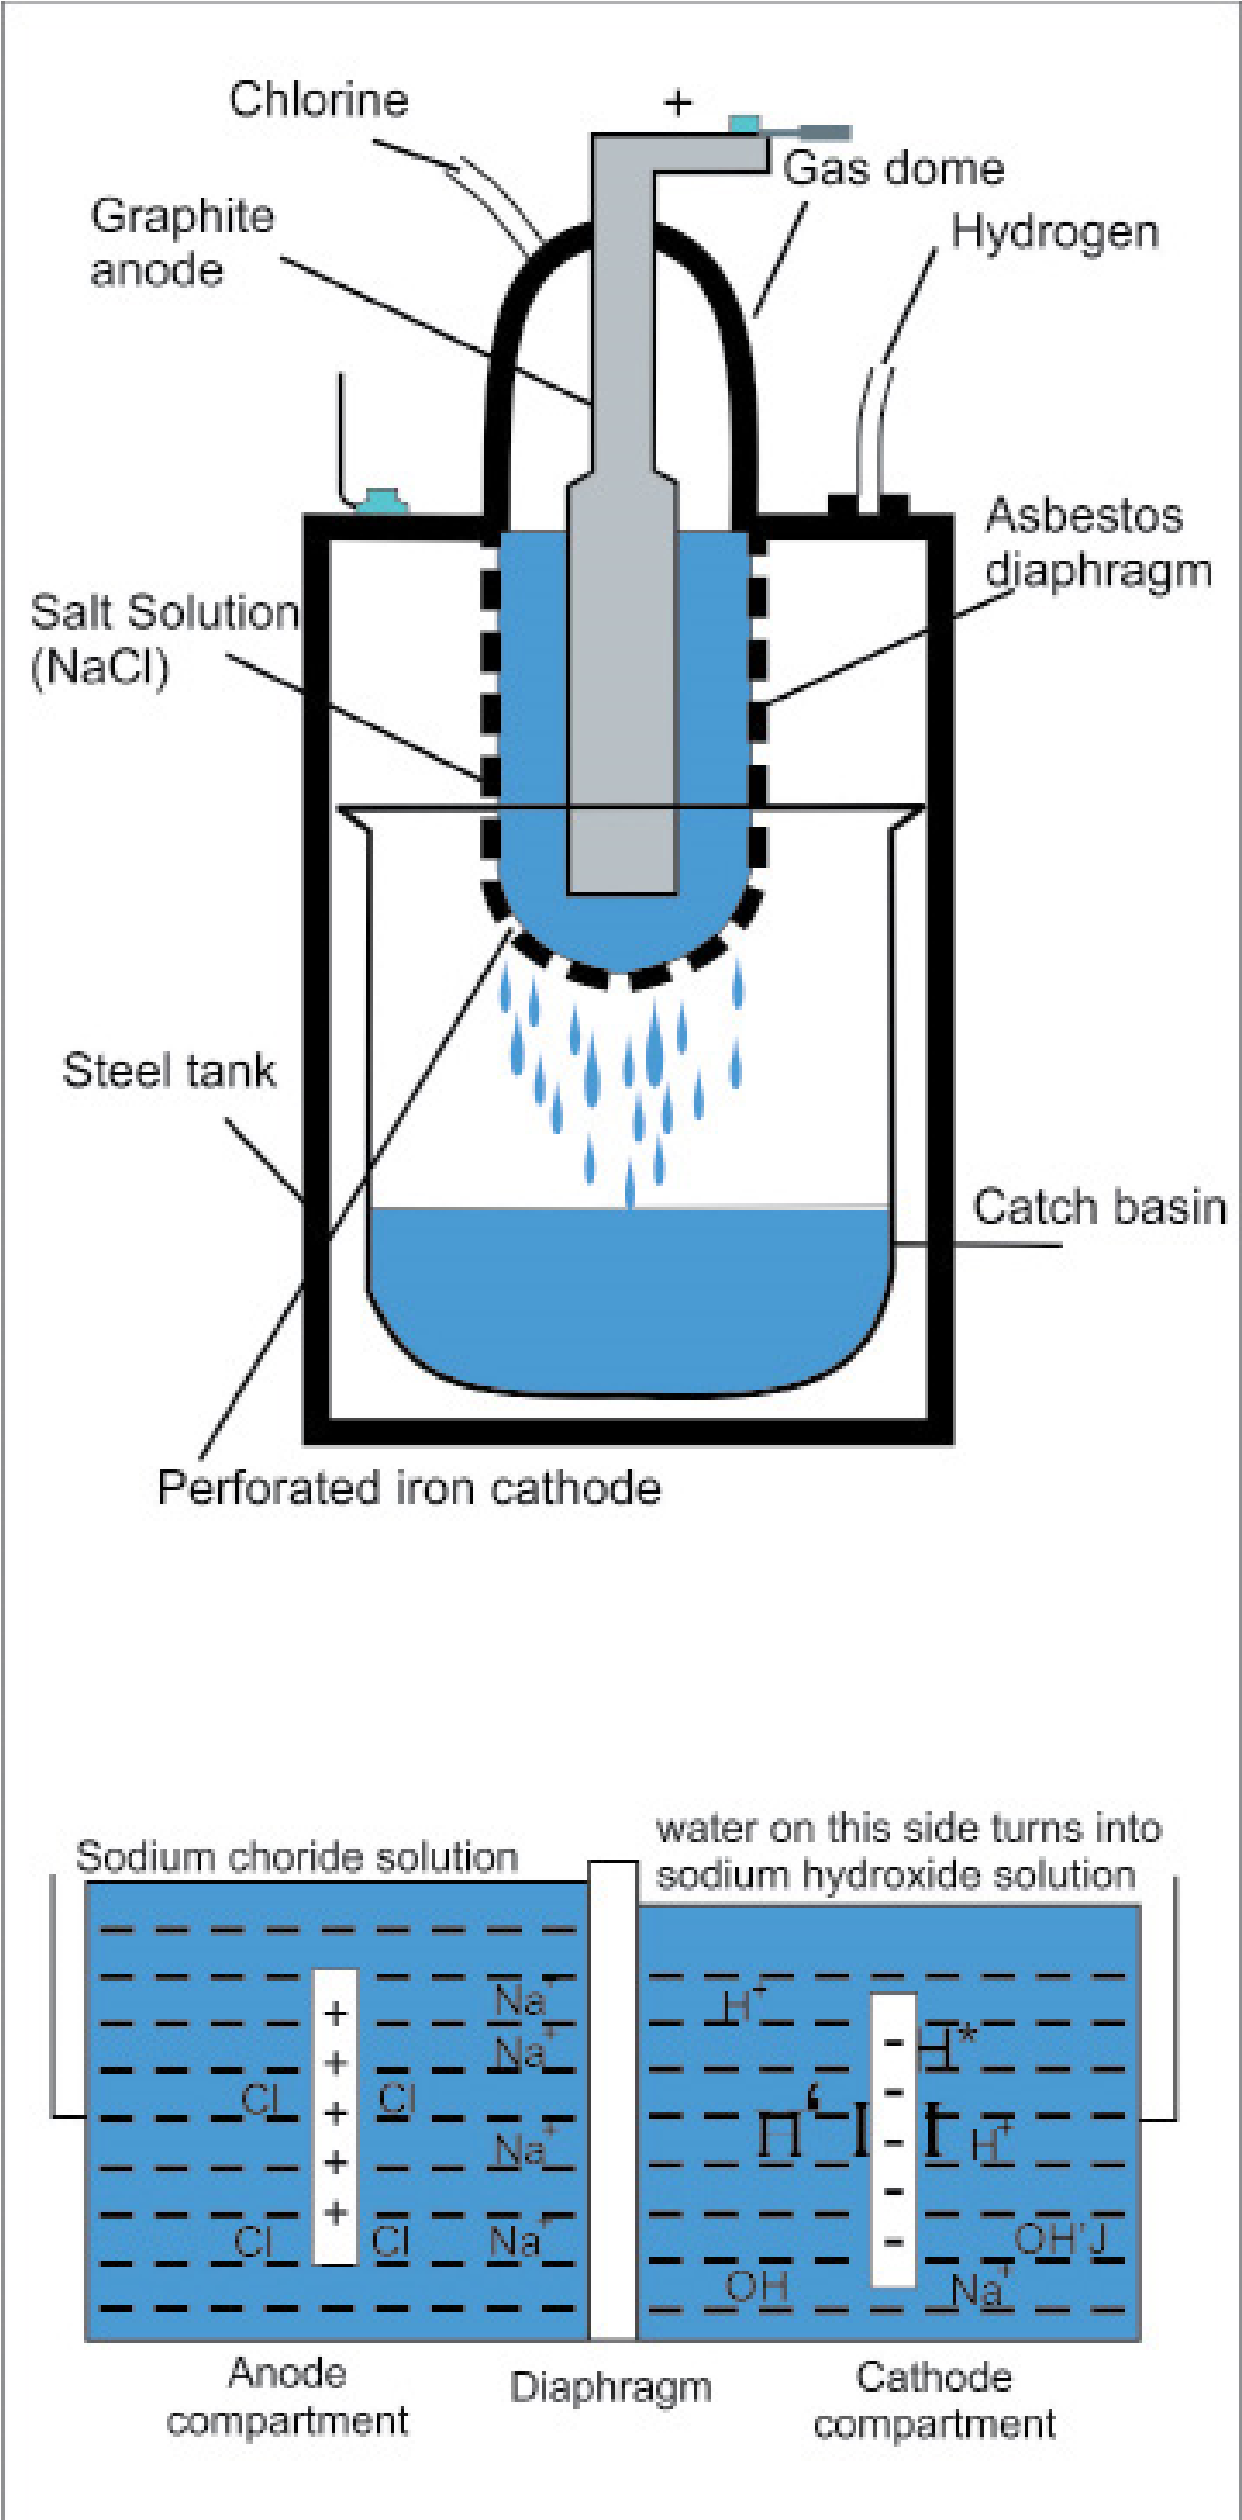 Chlorine
+
Gas dome
Graphite
anode
Hydrogen
Asbestos
diaphragm
Salt Solution
(NaCl)
Steel tank
Catch basin
Perforated iron cathode
water on this side turns into
sodium hydroxide solution
Sodium choride solution
Na+
Na+
Cl Cl
Na+
Cl Cl Na+
+
+
+
+
+
H+
H*
H+
OH'J
OH
Na+
-
-
-
-
-
Anode
compartment
Diaphragm
Cathode
compartment